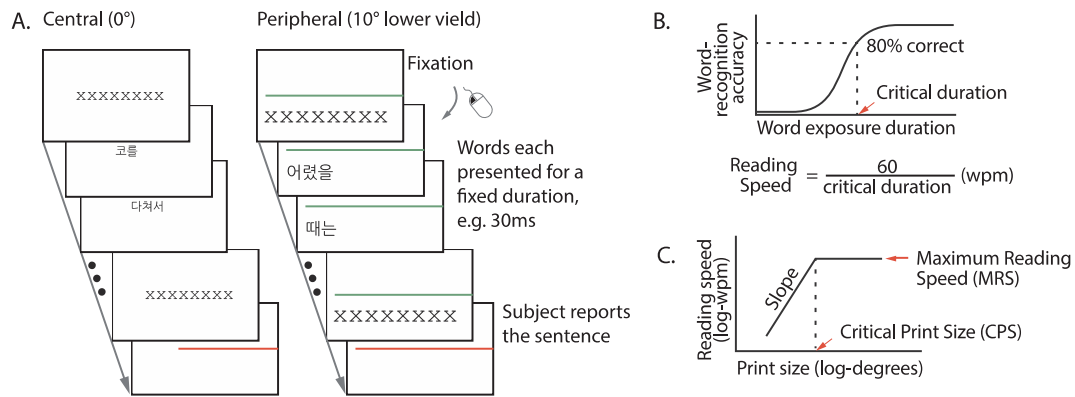 A.
Central (0°)
Peripheral (10° lower vield)
xxxxxxxx
코를
다쳐서
xxxxxxxx
xxxxxxxx
어렸을
때는
xxxxxxxx
Fixation
Words each
presented for a
fixed duration,
e.g. 30ms
Subject reports
the sentence
B.
Word-
recognition
accuracy
80% correct
Critical duration
Word exposure duration
Reading
Speed
=
60
critical duration
(wpm)
C.
Reading speed
(log-wpm)
Slope
Maximum Reading
Speed (MRS)
Critical Print Size (CPS)
Print size (log-degrees)